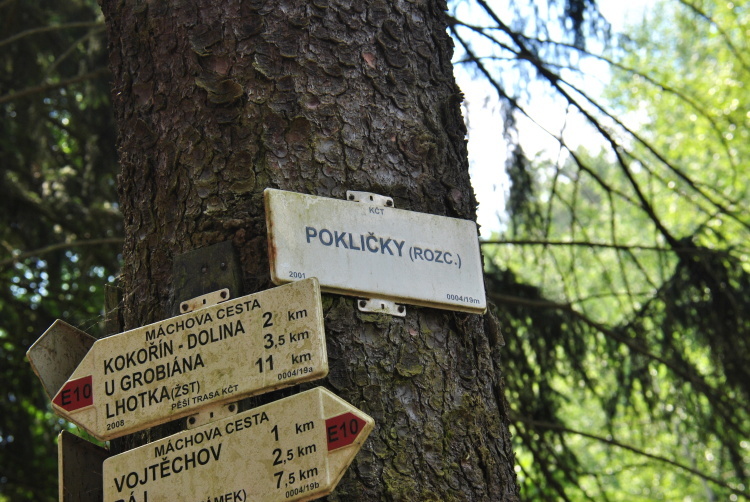 KČT
POKLIČKY (ROZC.)
2001 0004/19m
MÁCHOVA CESTA
KOKOŘÍN - DOLINA 2 km
U GROBIÁNA 3,5 km
LHOTKA (ŽST) 11 km
E10
2008 PĚŠÍ TRASA KČT 0004/19a
MÁCHOVA CESTA
VOJTĚCHOV 1 km
RÁJ 2,5 km
7,5 km
E10
0004/19b